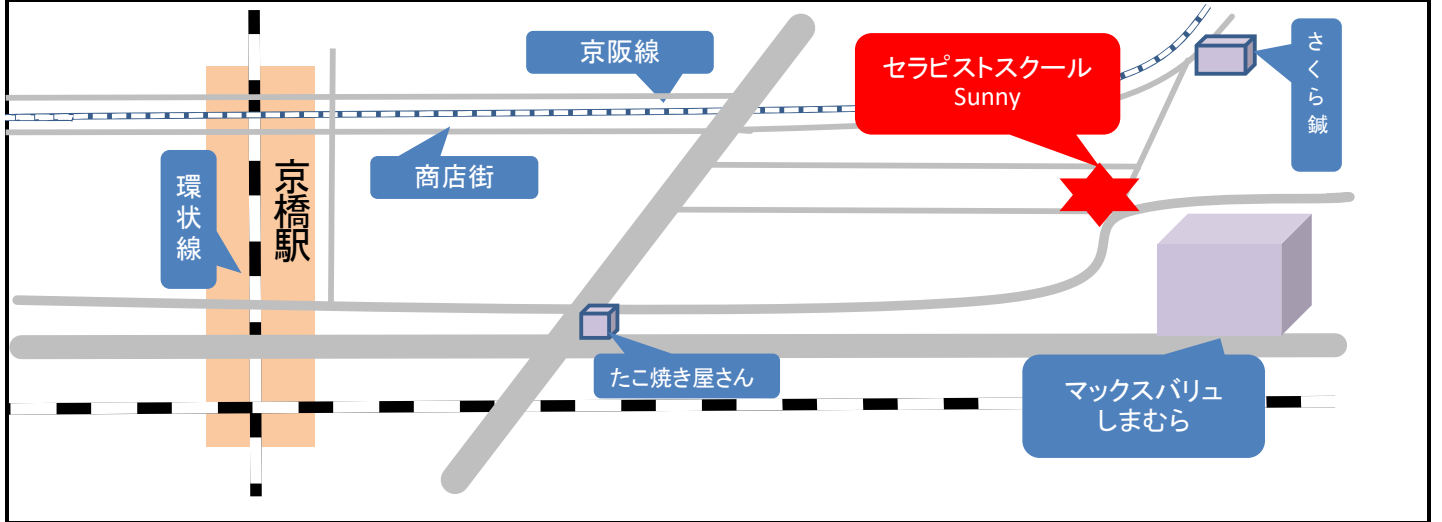 京阪線
セラピストスクール
Sunny
さくら鍼
商店街
環状線
京橋駅
たこ焼き屋さん
マックスバリュ
しまむら